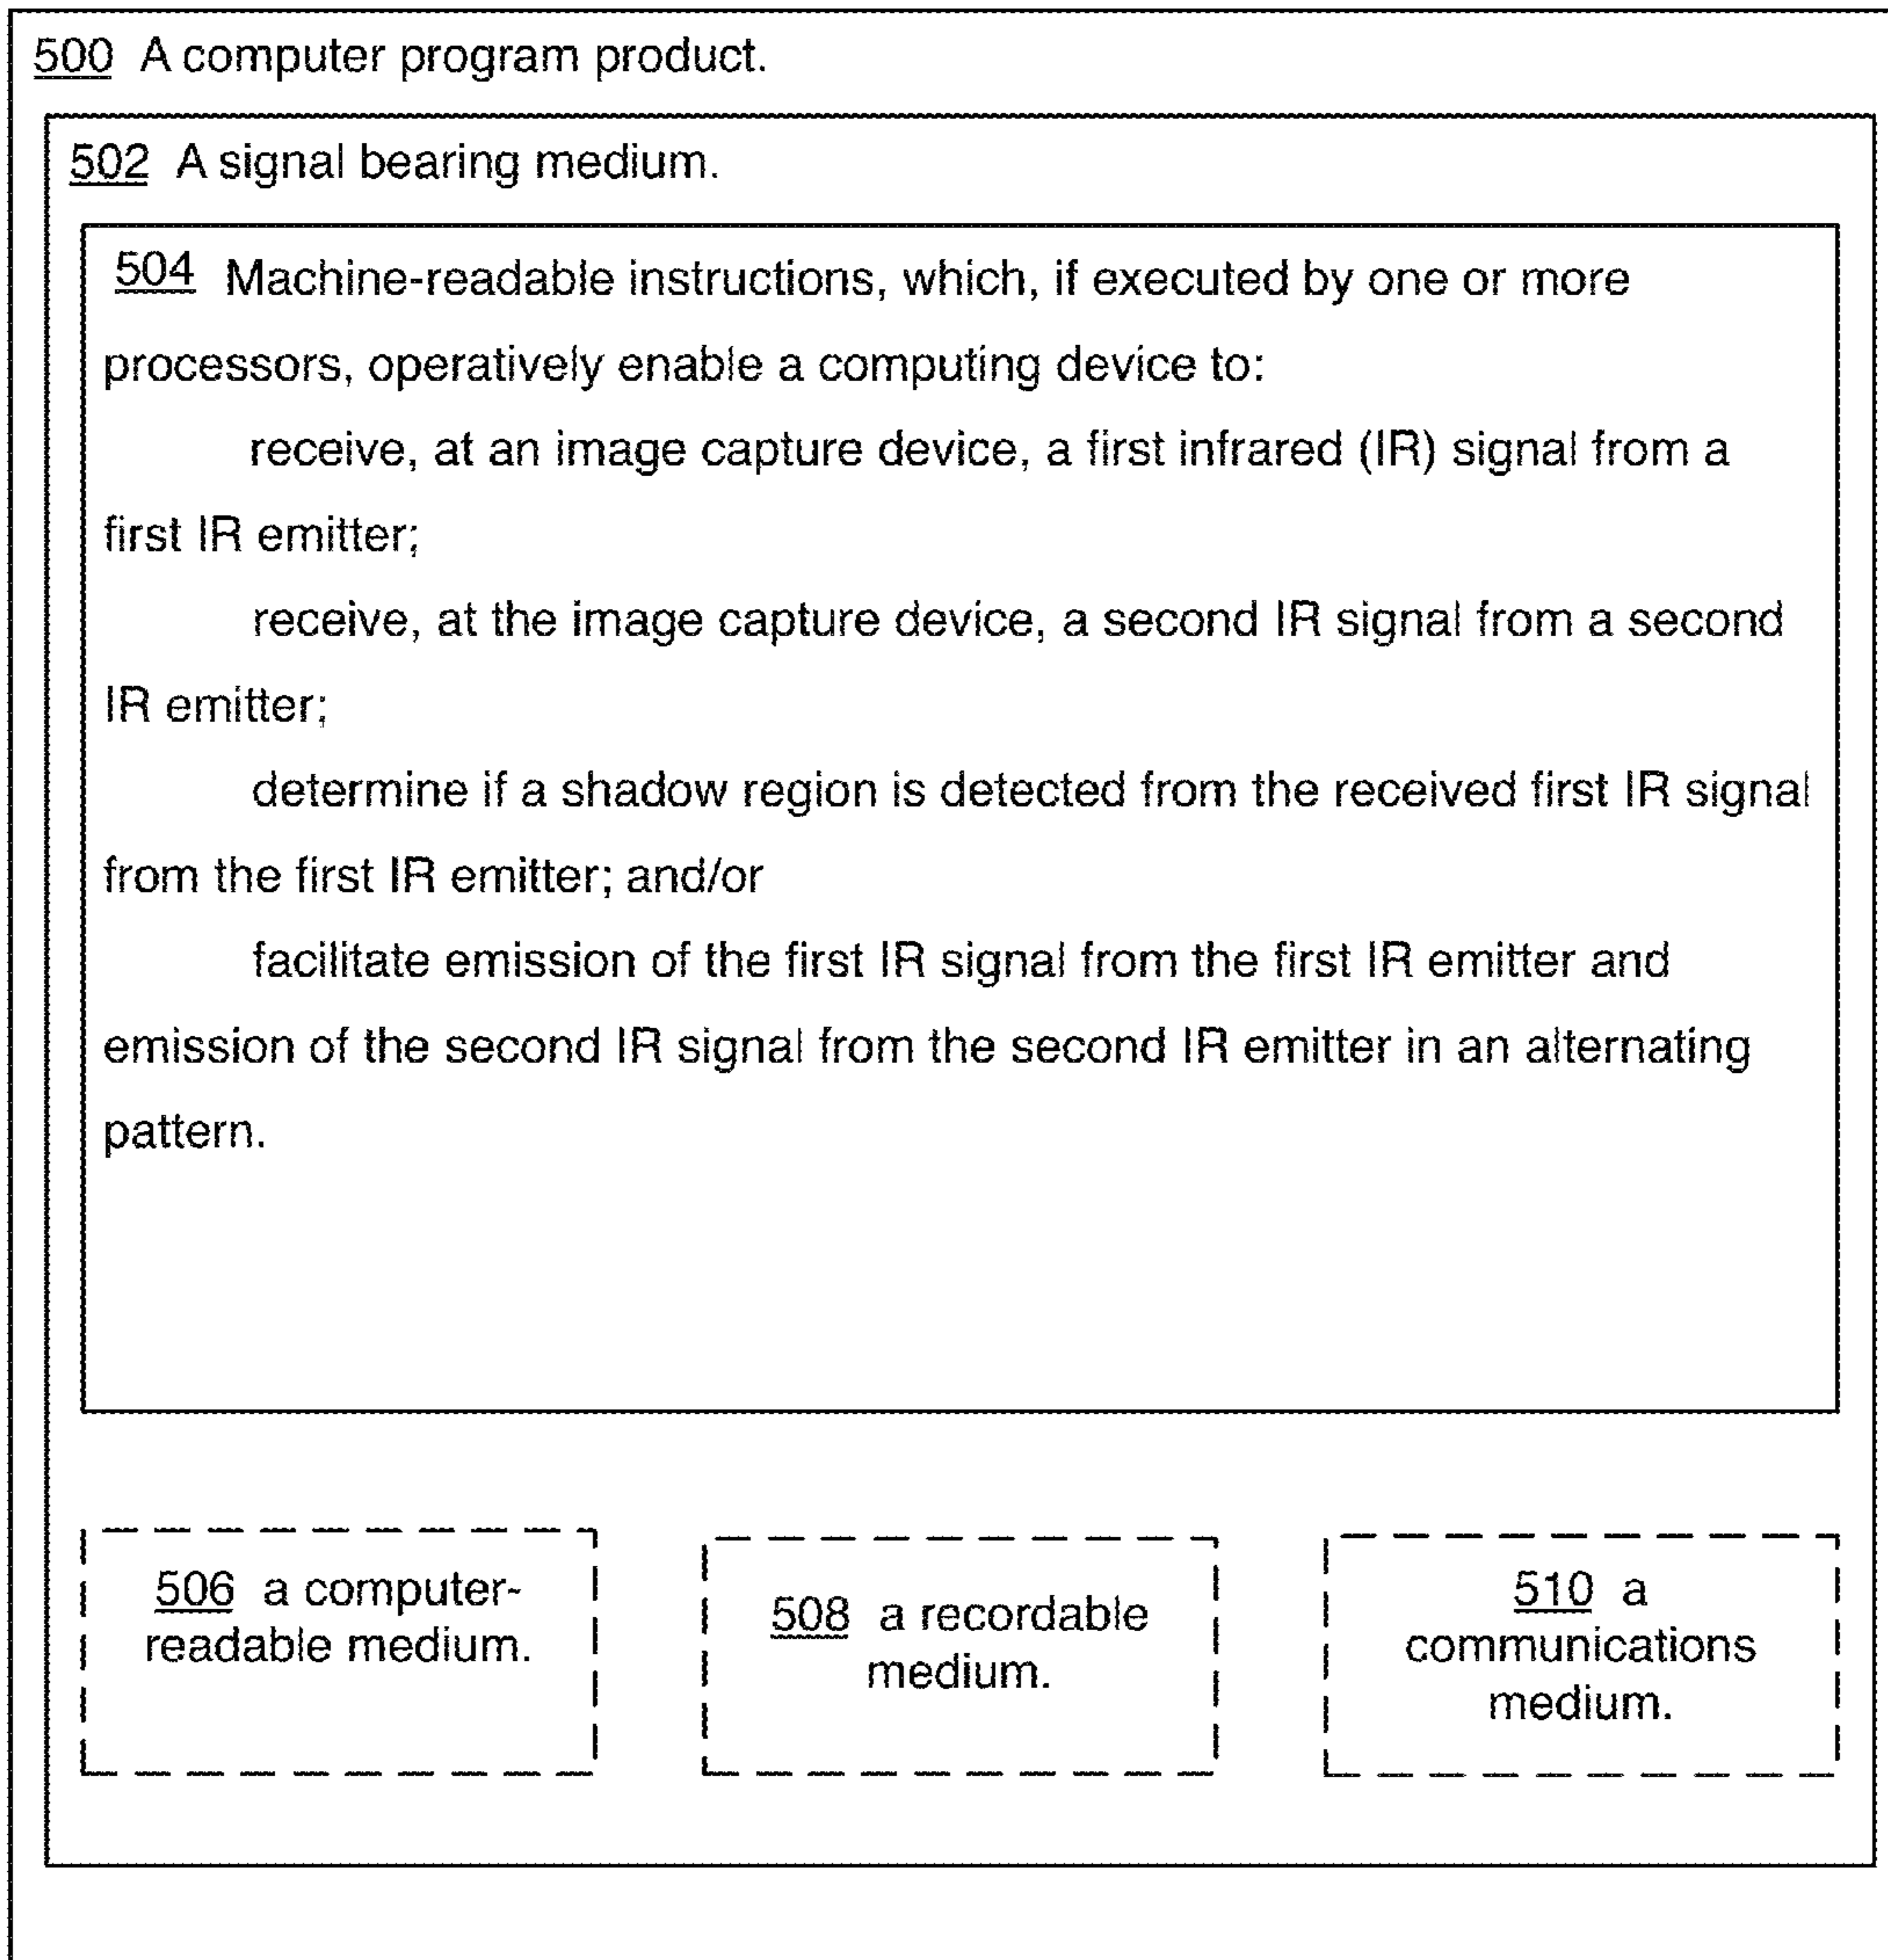 500 A computer program product.
502 A signal bearing medium.
504 Machine-readable instructions, which, if executed by one or more
processors, operatively enable a computing device to:
receive, at an image capture device, a first infrared (IR) signal from a
first IR emitter;
receive, at the image capture device, a second IR signal from a second
IR emitter;
determine if a shadow region is detected from the received first IR signal
from the first IR emitter; and/or
facilitate emission of the first IR signal from the first IR emitter and
emission of the second IR signal from the second IR emitter in an alternating
pattern.
506 a computer-
readable medium.
508 a recordable
medium.
510 a
communications
medium.